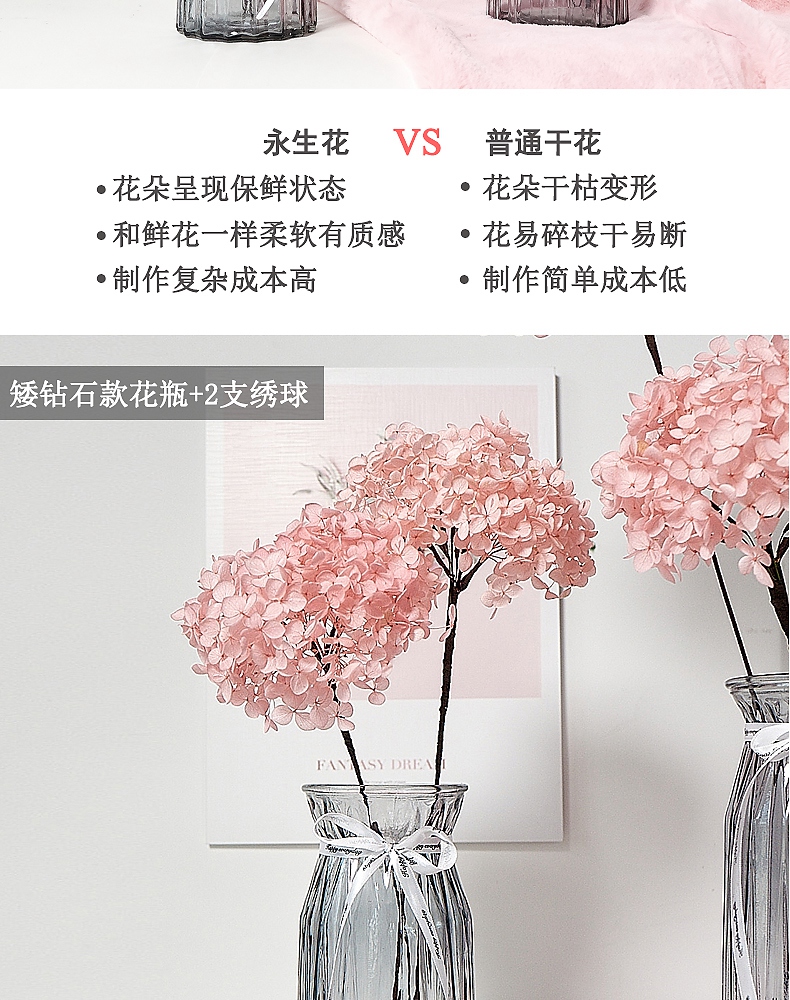 永生花 VS 普通干花
•花朵呈现保鲜状态
• 花朵干枯变形
•和鲜花一样柔软有质感
• 花易碎枝干易断
•制作复杂成本高
• 制作简单成本低
矮钻石款花瓶+2支绣球
FANTASY DREAM